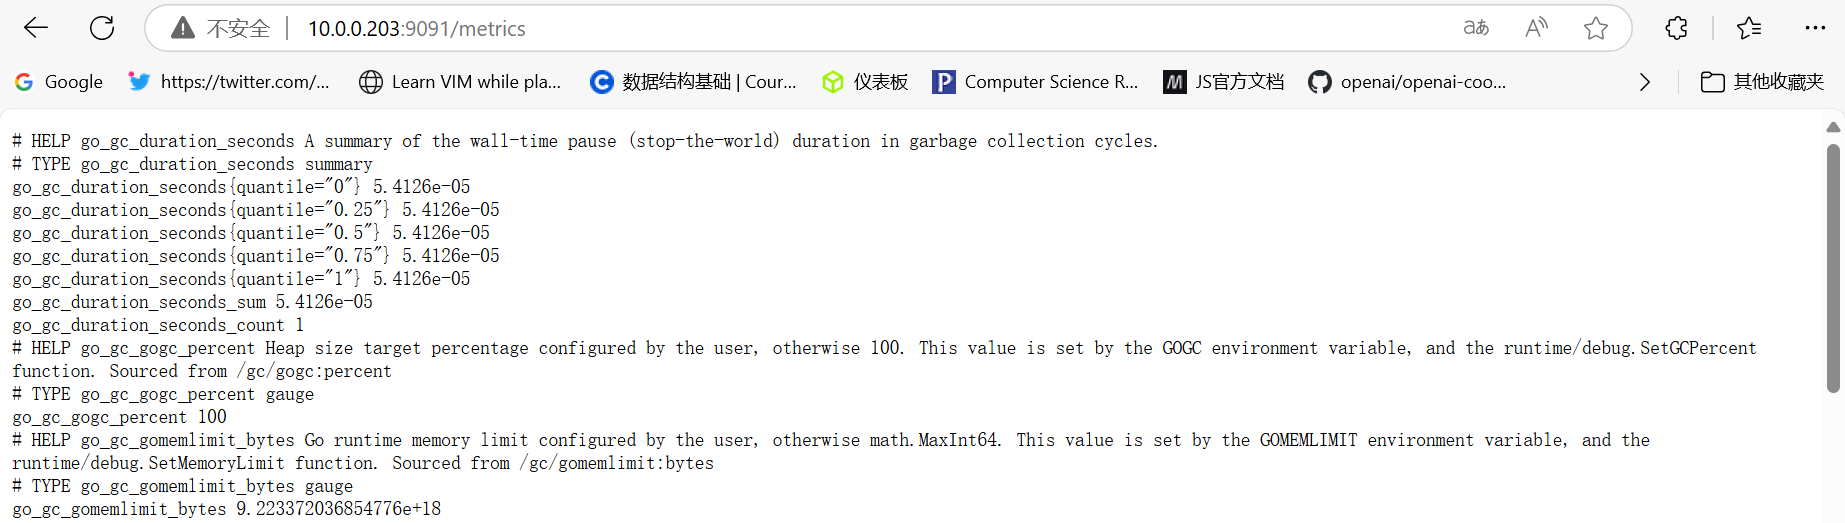 不安全 10.0.0.203:9091/metrics aあ A
Google https://twitter.com/... Learn VIM while pla... 数据结构基础 | Cour... 仪表板 Computer Science R... JS官方文档 openai/openai-coo... 其他收藏夹
# HELP go_gc_duration_seconds A summary of the wall-time pause (stop-the-world) duration in garbage collection cycles.
# TYPE go_gc_duration_seconds summary
go_gc_duration_seconds{quantile="0"} 5.4126e-05
go_gc_duration_seconds{quantile="0.25"} 5.4126e-05
go_gc_duration_seconds{quantile="0.5"} 5.4126e-05
go_gc_duration_seconds{quantile="0.75"} 5.4126e-05
go_gc_duration_seconds{quantile="1"} 5.4126e-05
go_gc_duration_seconds_sum 5.4126e-05
go_gc_duration_seconds_count 1
# HELP go_gc_gogc_percent Heap size target percentage configured by the user, otherwise 100. This value is set by the GOGC environment variable, and the runtime/debug.SetGCPercent
function. Sourced from /gc/gogc:percent
# TYPE go_gc_gogc_percent gauge
go_gc_gogc_percent 100
# HELP go_gc_gomemlimit_bytes Go runtime memory limit configured by the user, otherwise math.MaxInt64. This value is set by the GOMEMLIMIT environment variable, and the
runtime/debug.SetMemoryLimit function. Sourced from /gc/gomemlimit:bytes
# TYPE go_gc_gomemlimit_bytes gauge
go_gc_gomemlimit_bytes 9.223372036854776e+18